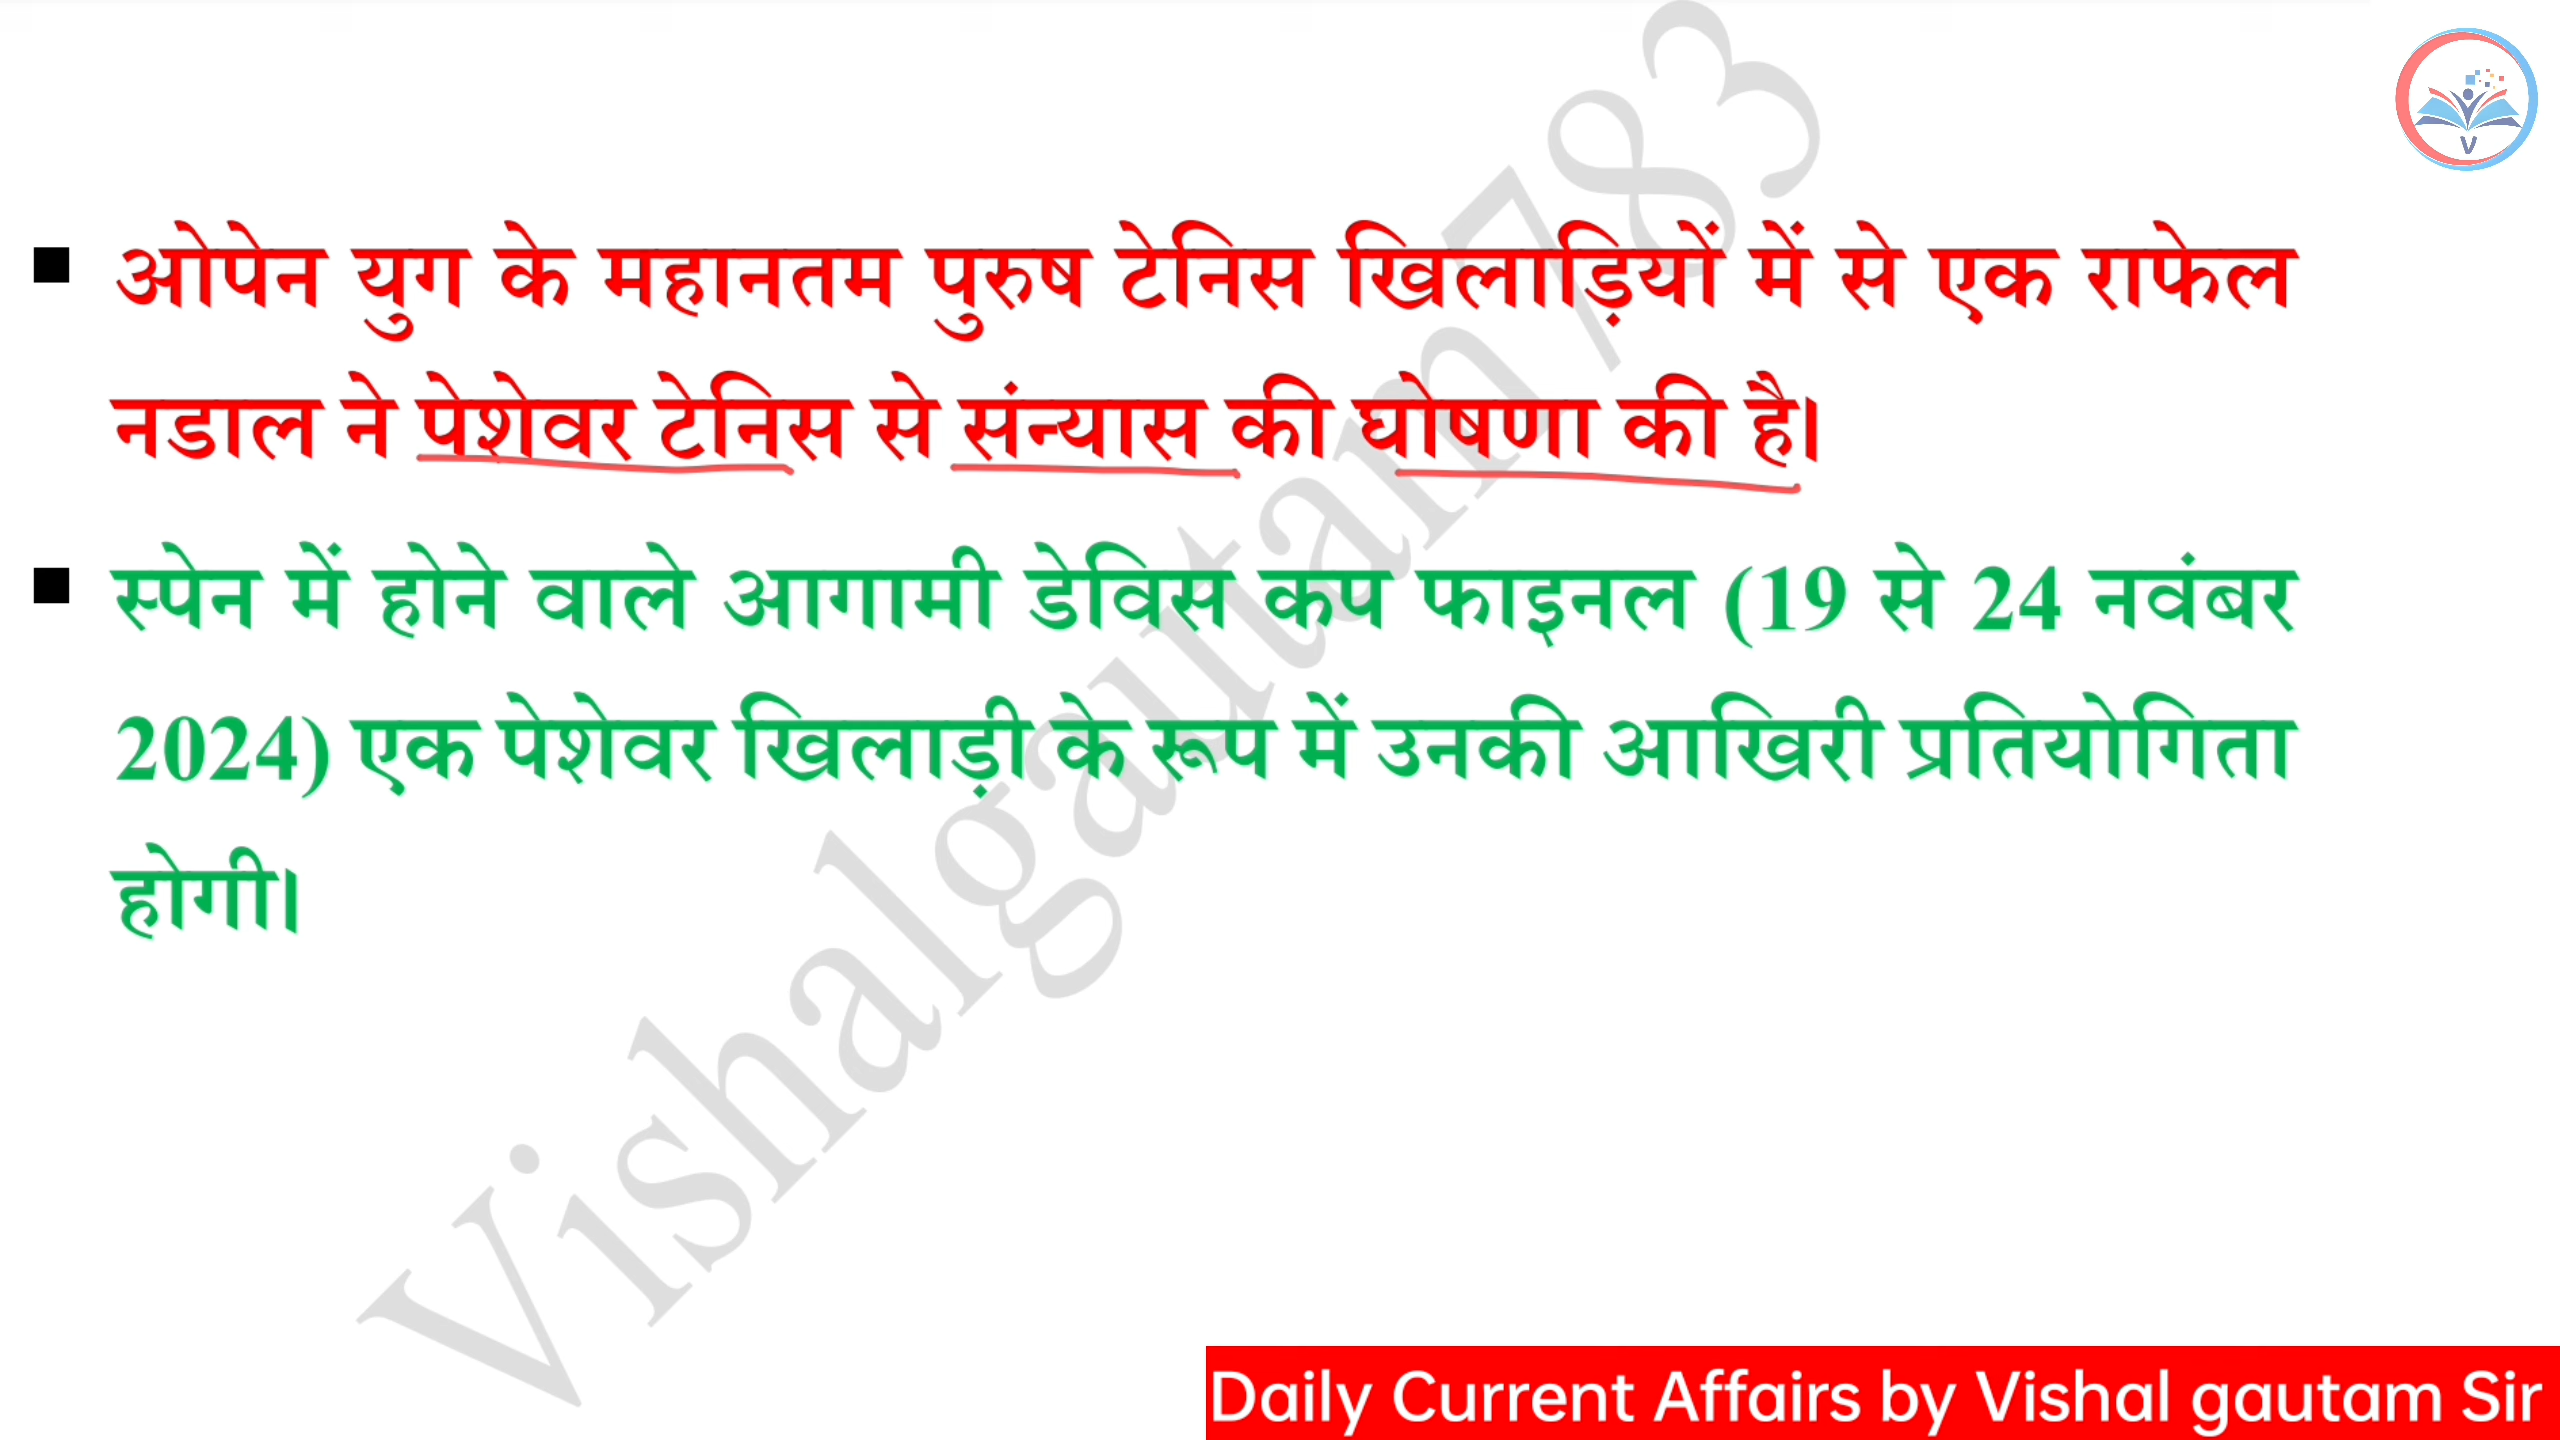 ओपेन युग के महानतम पुरुष टेनिस खिलाड़ियों में से एक राफेल
नडाल ने पेशेवर टेनिस से संन्यास की घोषणा की है।
स्पेन में होने वाले आगामी डेविस कप फाइनल (19 से 24 नवंबर
2024) एक पेशेवर खिलाड़ी के रूप में उनकी आखिरी प्रतियोगिता
होगी।
Vishalgautam783
V
Daily Current Affairs by Vishal gautam Sir